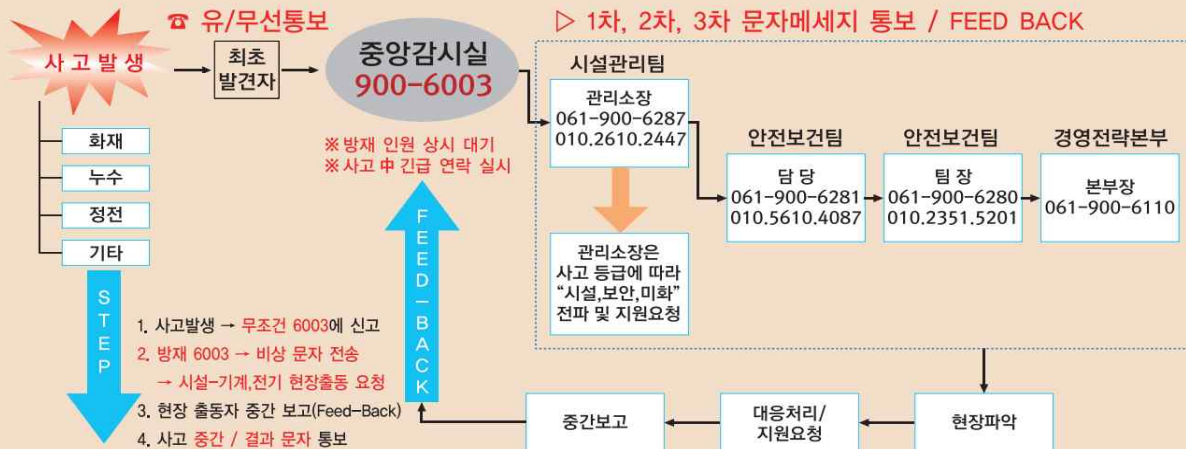 ☎ 유/무선통보
▷ 1차, 2차, 3차 문자메세지 통보 / FEED BACK
사고발생
최초
발견자
중앙감시실
900-6003
※방재 인원 상시 대기
※사고 中 긴급 연락 실시
화재
누수
정전
기타
시설관리팀
관리소장
061-900-6287
010.2610.2447
관리소장은
사고 등급에 따라
“시설,보안,미화”
전파 및 지원요청
안전보건팀
담 당
061-900-6281
010.5610.4087
안전보건팀
팀 장
061-900-6280
010.2351.5201
경영전략본부
본부장
061-900-6110
STEP
1. 사고발생 → 무조건 6003에 신고
2. 방재 6003 → 비상 문자 전송
→ 시설-기계,전기 현장출동 요청
3. 현장 출동자 중간 보고(Feed-Back)
4. 사고 중간 / 결과 문자 통보
FEED-BACK
중간보고
대응처리/
지원요청
현장파악